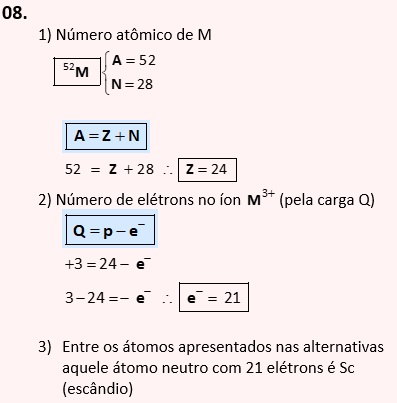 08.
1) Número atômico de M
⁵²M { A = 52
N = 28
A = Z + N
52 = Z + 28 ∴ Z = 24
2) Número de elétrons no íon M³⁺ (pela carga Q)
Q = p – e⁻
+3 = 24 – e⁻
3 – 24 = – e⁻ ∴ e⁻ = 21
3) Entre os átomos apresentados nas alternativas
aquele átomo neutro com 21 elétrons é Sc
(escândio)